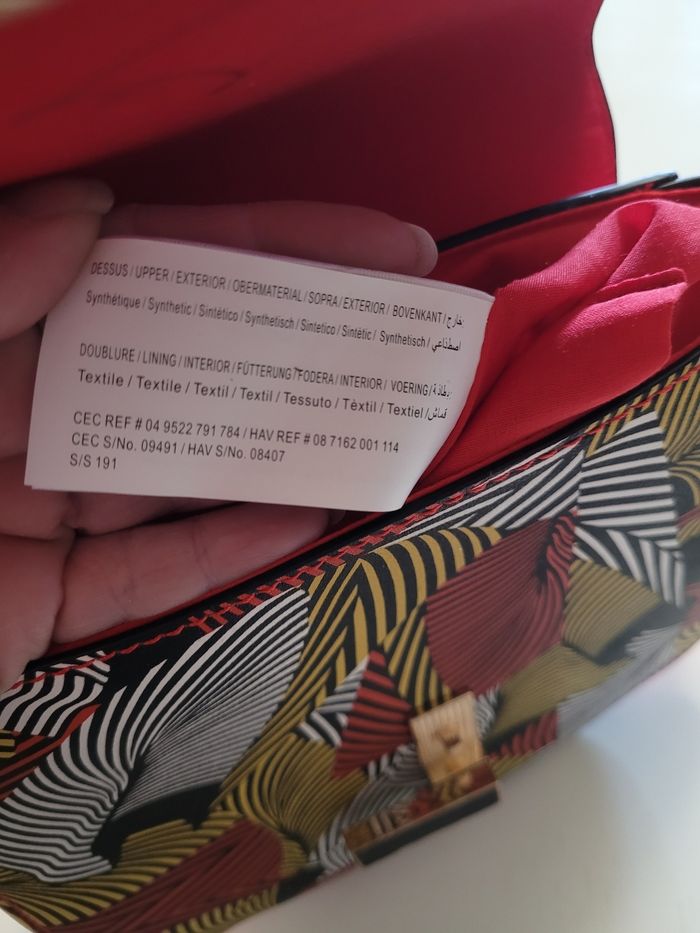 DESSUS / UPPER / EXTERIOR / OBERMATERIAL / SOPRA / EXTERIOR / BOVENKANT / خارج:
Synthétique / Synthetic / Sintético / Synthetisch / Sintetico / Sintètic / Synthetisch / اصطناعي
DOUBLURE / LINING / INTERIOR / FÜTTERUNG / FODERA / INTERIOR / VOERING / بطانة:
Textile / Textile / Textil / Textil / Tessuto / Tèxtil / Textiel / قماش
CEC REF # 04 9522 791 784 / HAV REF # 08 7162 001 114
CEC S/No. 09491 / HAV S/No. 08407
S/S 191